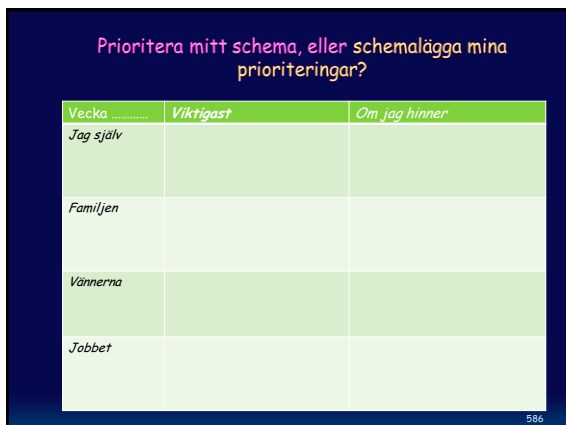 Prioritera mitt schema, eller schemalägga mina
prioriteringar?
Vecka ............ Viktigast Om jag hinner
Jag själv
Familjen
Vännerna
Jobbet
586